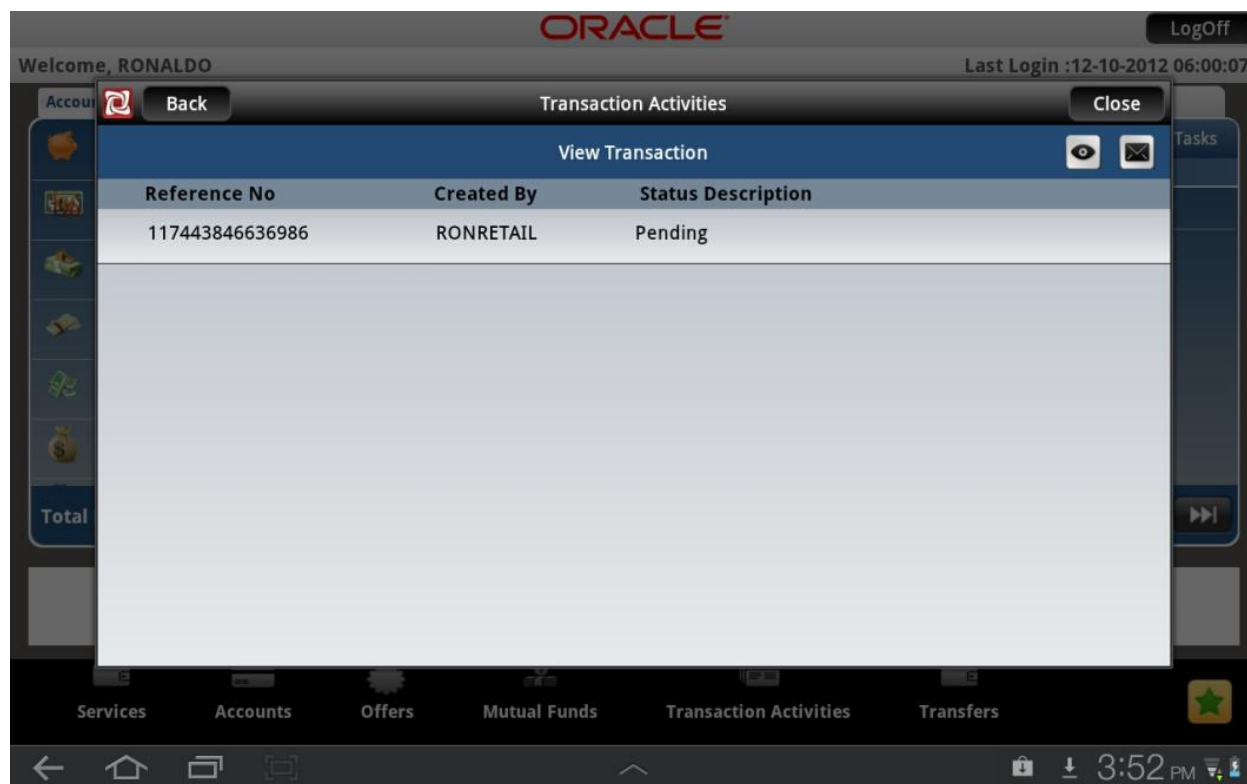 ORACLE
LogOff
Welcome, RONALDO
Last Login :12-10-2012 06:00:07
Accou
Back
Transaction Activities
Close
Tasks
View Transaction
Reference No Created By Status Description
117443846636986 RONRETAIL Pending
Total
Services Accounts Offers Mutual Funds Transaction Activities Transfers
3:52 PM